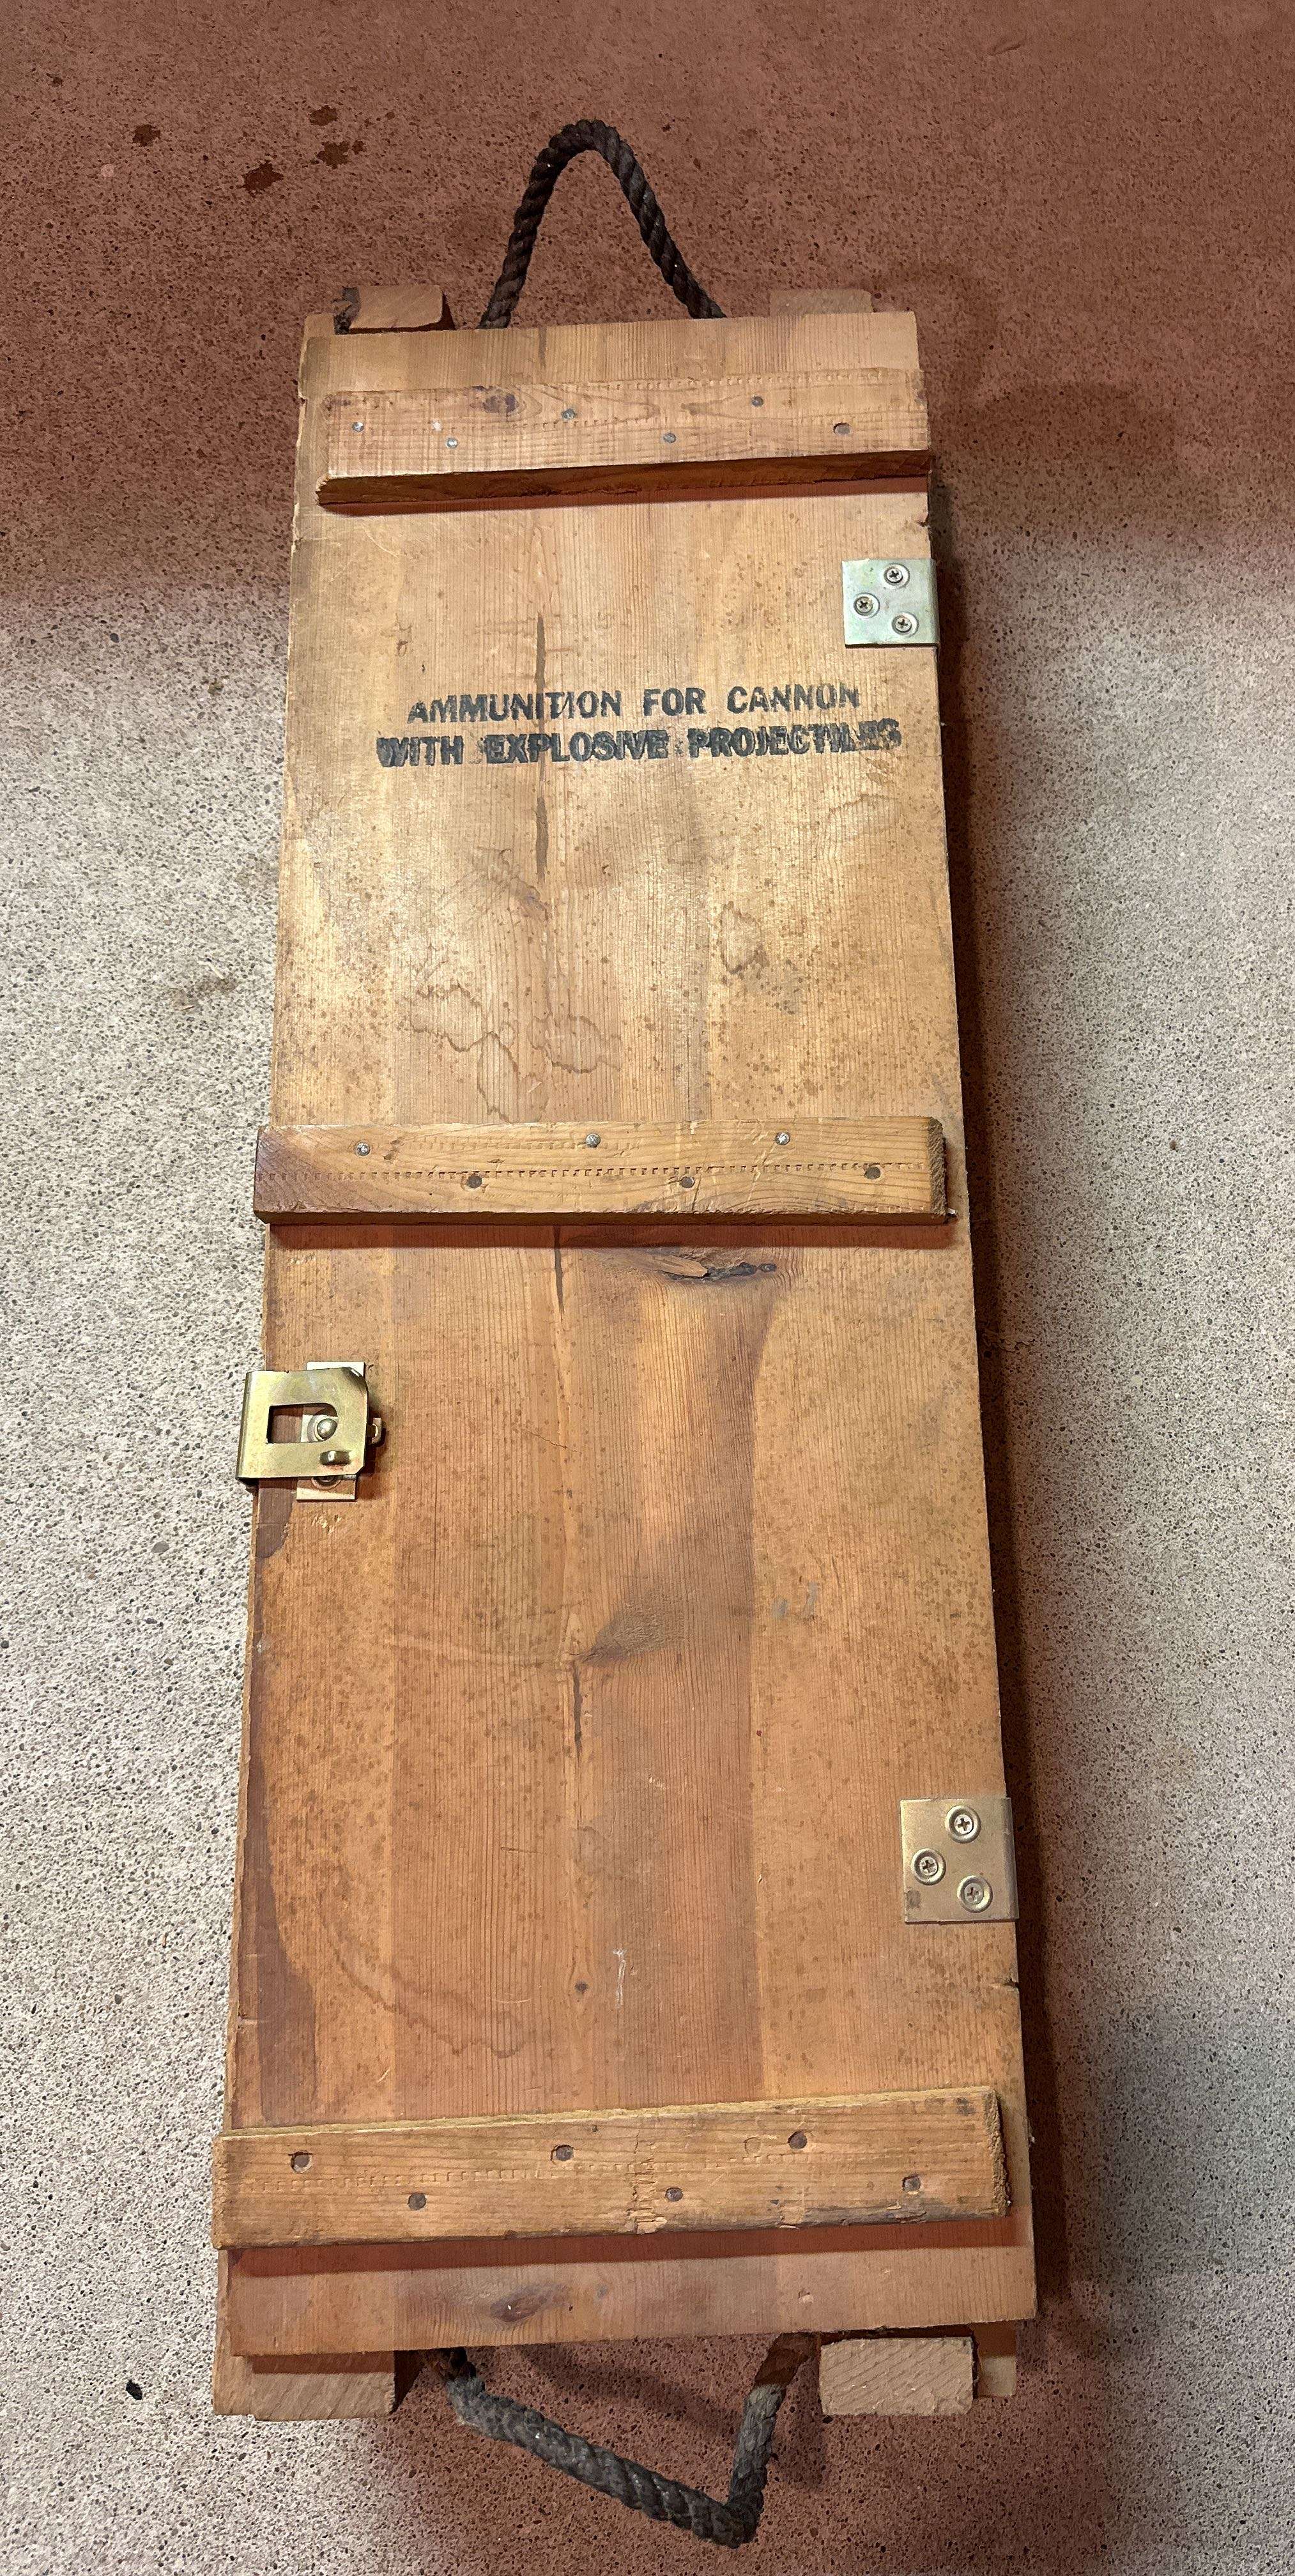 AMMUNITION FOR CANNON
WITH EXPLOSIVE PROJECTILES